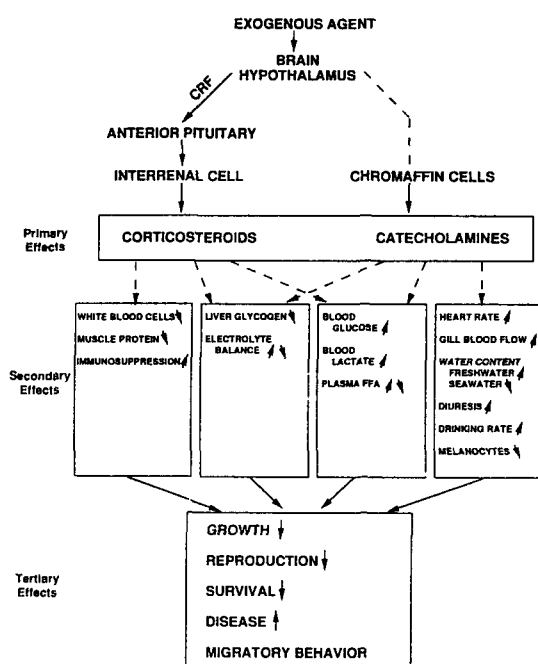 EXOGENOUS AGENT
BRAIN
HYPOTHALAMUS
CRF
ANTERIOR PITUITARY
INTERRENAL CELL
CHROMAFFIN CELLS
Primary
Effects
CORTICOSTEROIDS
CATECHOLAMINES
Secondary
Effects
WHITE BLOOD CELLS
MUSCLE PROTEIN
IMMUNOSUPPRESSION
LIVER GLYCOGEN
ELECTROLYTE
BALANCE
BLOOD
GLUCOSE
BLOOD
LACTATE
PLASMA FFA
HEART RATE
GILL BLOOD FLOW
WATER CONTENT
FRESHWATER
SEAWATER
DIURESIS
DRINKING RATE
MELANOCYTES
Tertiary
Effects
GROWTH
REPRODUCTION
SURVIVAL
DISEASE
MIGRATORY BEHAVIOR